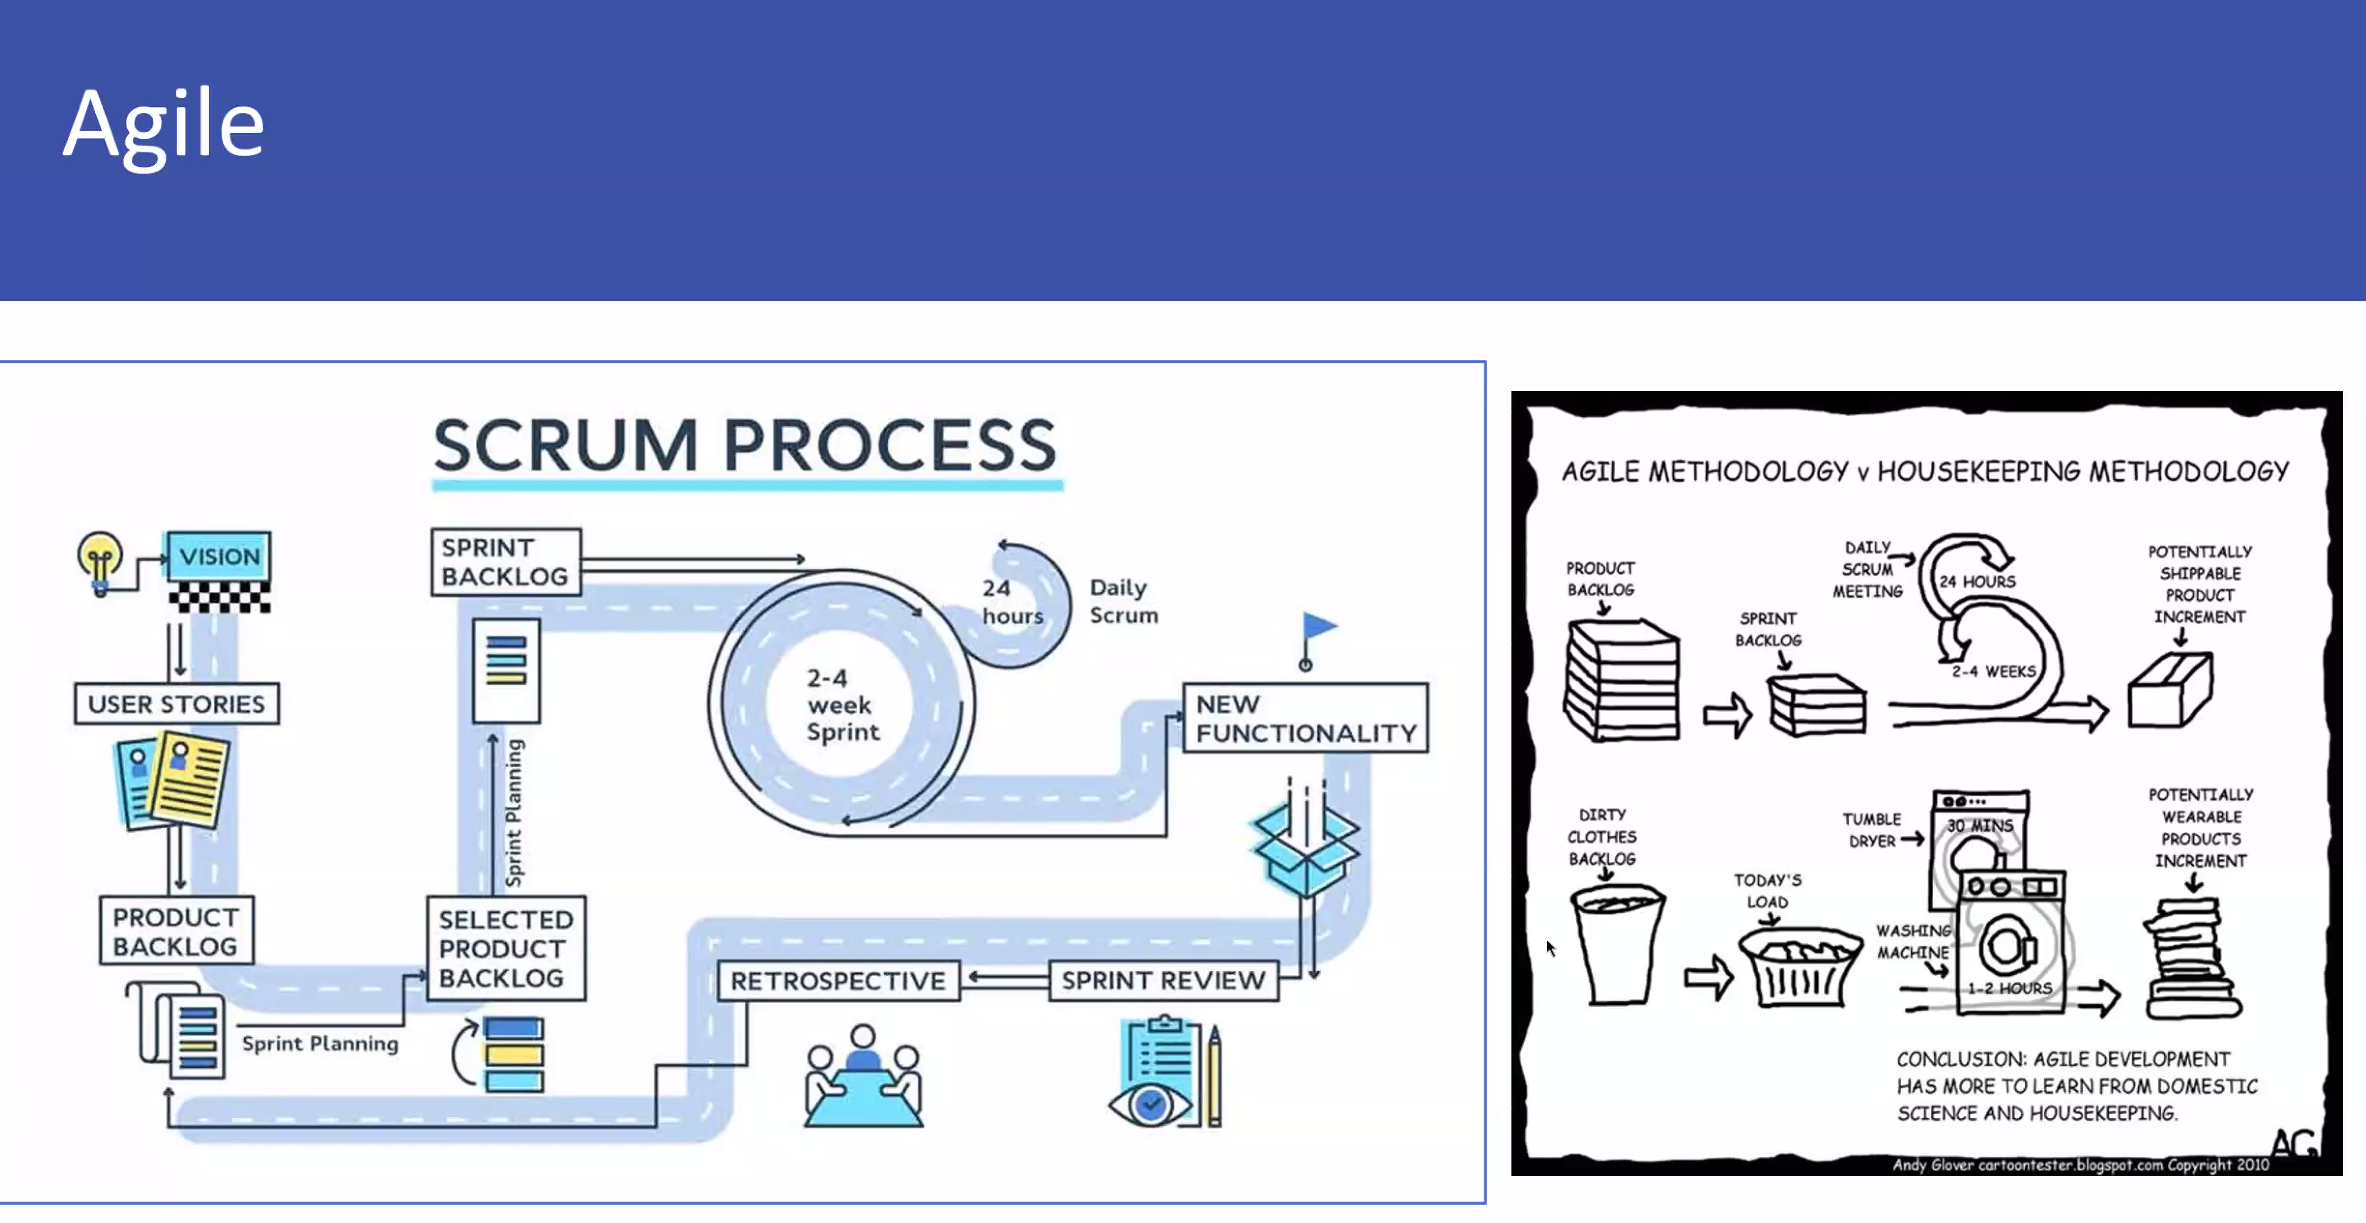 Agile
SCRUM PROCESS
VISION
USER STORIES
PRODUCT
BACKLOG
Sprint Planning
SELECTED
PRODUCT
BACKLOG
Sprint Planning
SPRINT
BACKLOG
2-4
week
Sprint
24
hours
Daily
Scrum
NEW
FUNCTIONALITY
SPRINT REVIEW
RETROSPECTIVE
AGILE METHODOLOGY v HOUSEKEEPING METHODOLOGY
PRODUCT
BACKLOG
SPRINT
BACKLOG
DAILY
SCRUM
MEETING
24 HOURS
2-4 WEEKS
POTENTIALLY
SHIPPABLE
PRODUCT
INCREMENT
DIRTY
CLOTHES
BACKLOG
TODAY'S
LOAD
TUMBLE
DRYER
30 MINS
WASHING
MACHINE
1-2 HOURS
POTENTIALLY
WEARABLE
PRODUCTS
INCREMENT
CONCLUSION: AGILE DEVELOPMENT
HAS MORE TO LEARN FROM DOMESTIC
SCIENCE AND HOUSEKEEPING.
AG
Andy Glover cartoontester.blogspot.com Copyright 2010